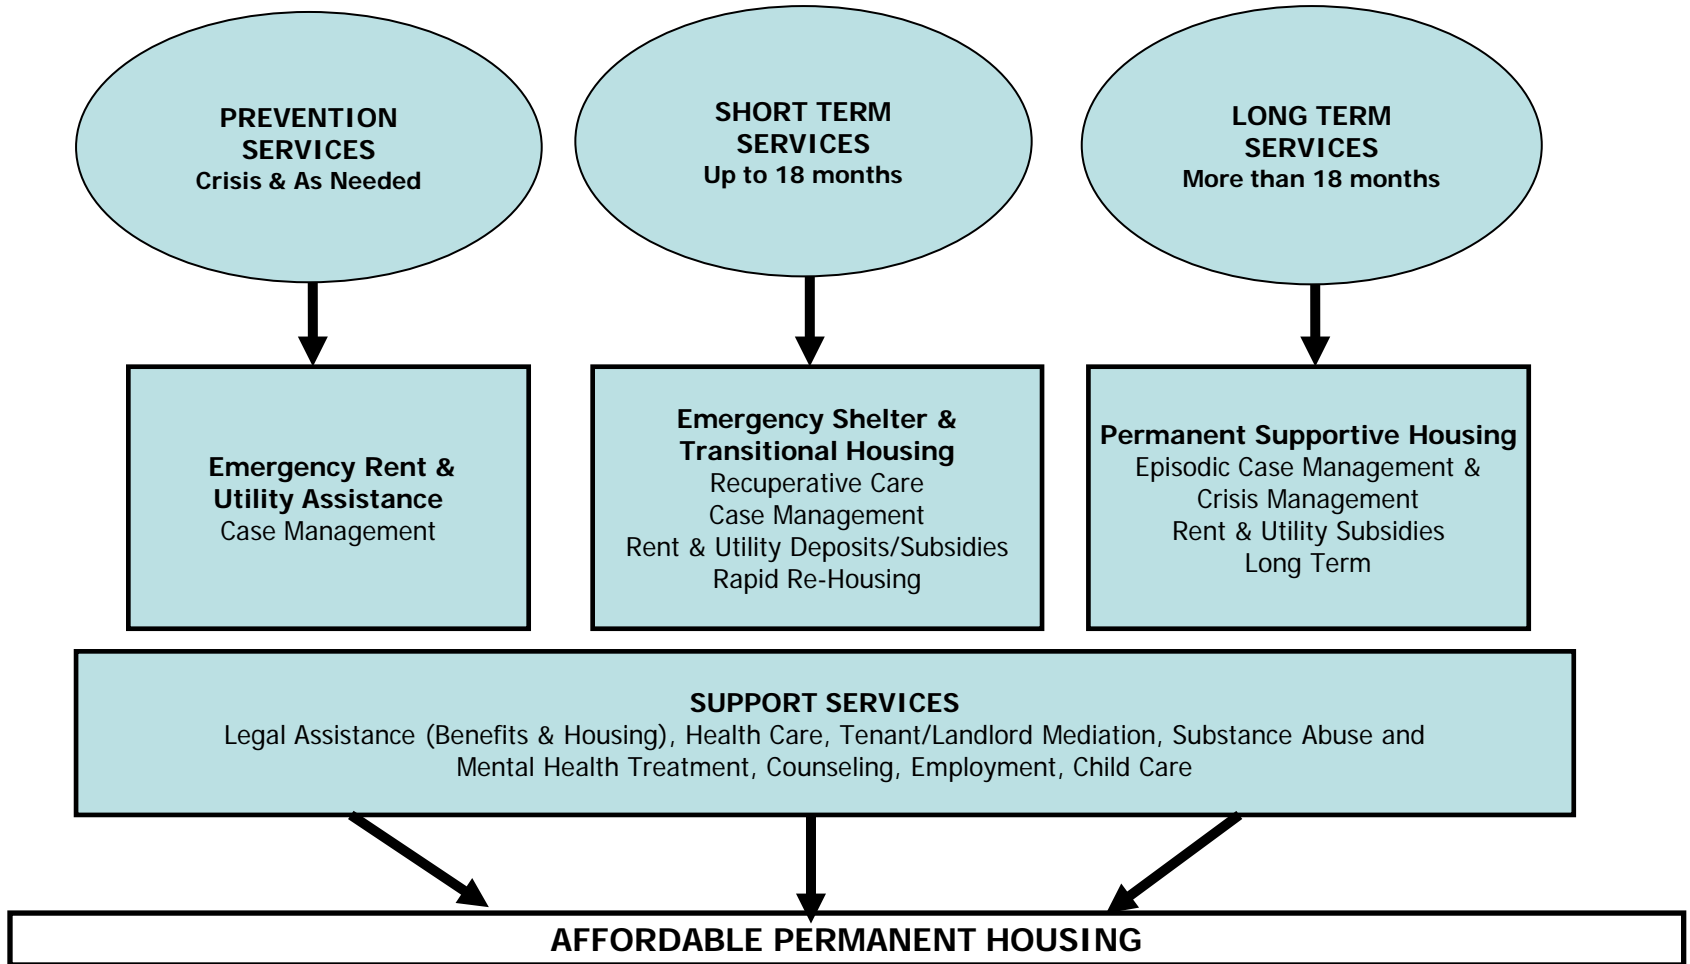 PREVENTION
SERVICES
Crisis & As Needed
SHORT TERM
SERVICES
Up to 18 months
LONG TERM
SERVICES
More than 18 months
Emergency Rent &
Utility Assistance
Case Management
Emergency Shelter &
Transitional Housing
Recuperative Care
Case Management
Rent & Utility Deposits/Subsidies
Rapid Re-Housing
Permanent Supportive Housing
Episodic Case Management &
Crisis Management
Rent & Utility Subsidies
Long Term
SUPPORT SERVICES
Legal Assistance (Benefits & Housing), Health Care, Tenant/Landlord Mediation, Substance Abuse and
Mental Health Treatment, Counseling, Employment, Child Care
AFFORDABLE PERMANENT HOUSING